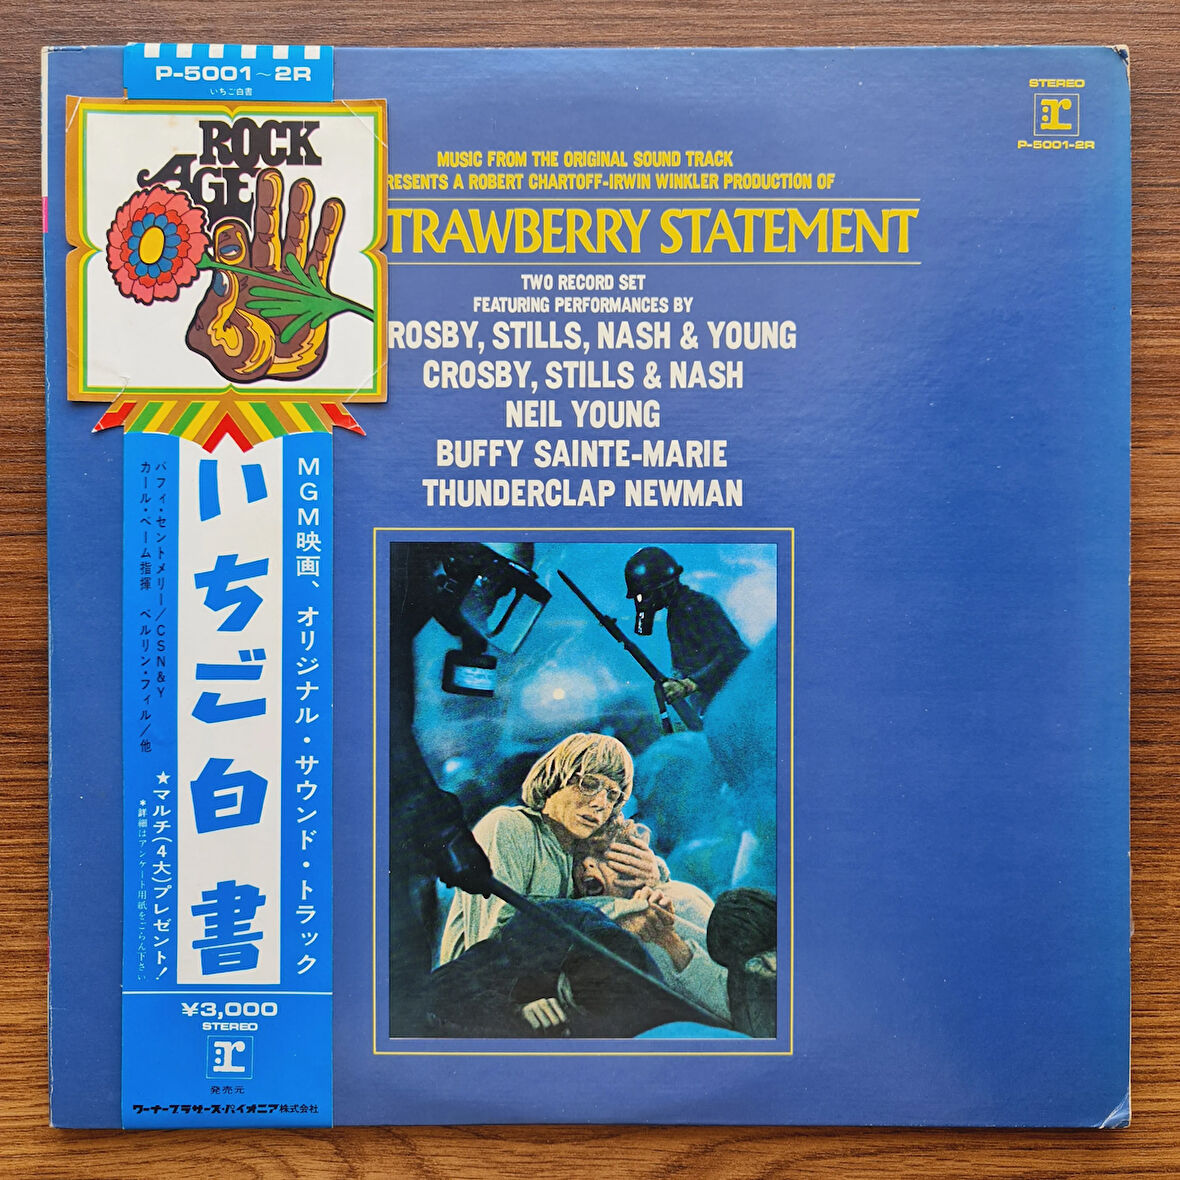 P-5001~2R
いちご白書
ROCK
AGE
いちご白書
MGM映画、オリジナル・サウンド・トラック
バフィ・セントメリー/CSN&Y
カール・ベーム指揮 ベルリン・フィル/他
★マルチ(4大)プレゼント!
*詳細はアンケート用紙をごらん下さい
¥3,000
STEREO
r
発売元
ワーナーブラザーズ・パイオニア株式会社
STEREO
r
P-5001-2R
MUSIC FROM THE ORIGINAL SOUND TRACK
RESENTS A ROBERT CHARTOFF-IRWIN WINKLER PRODUCTION OF
TRAWBERRY STATEMENT
TWO RECORD SET
FEATURING PERFORMANCES BY
ROSBY, STILLS, NASH & YOUNG
CROSBY, STILLS & NASH
NEIL YOUNG
BUFFY SAINTE-MARIE
THUNDERCLAP NEWMAN